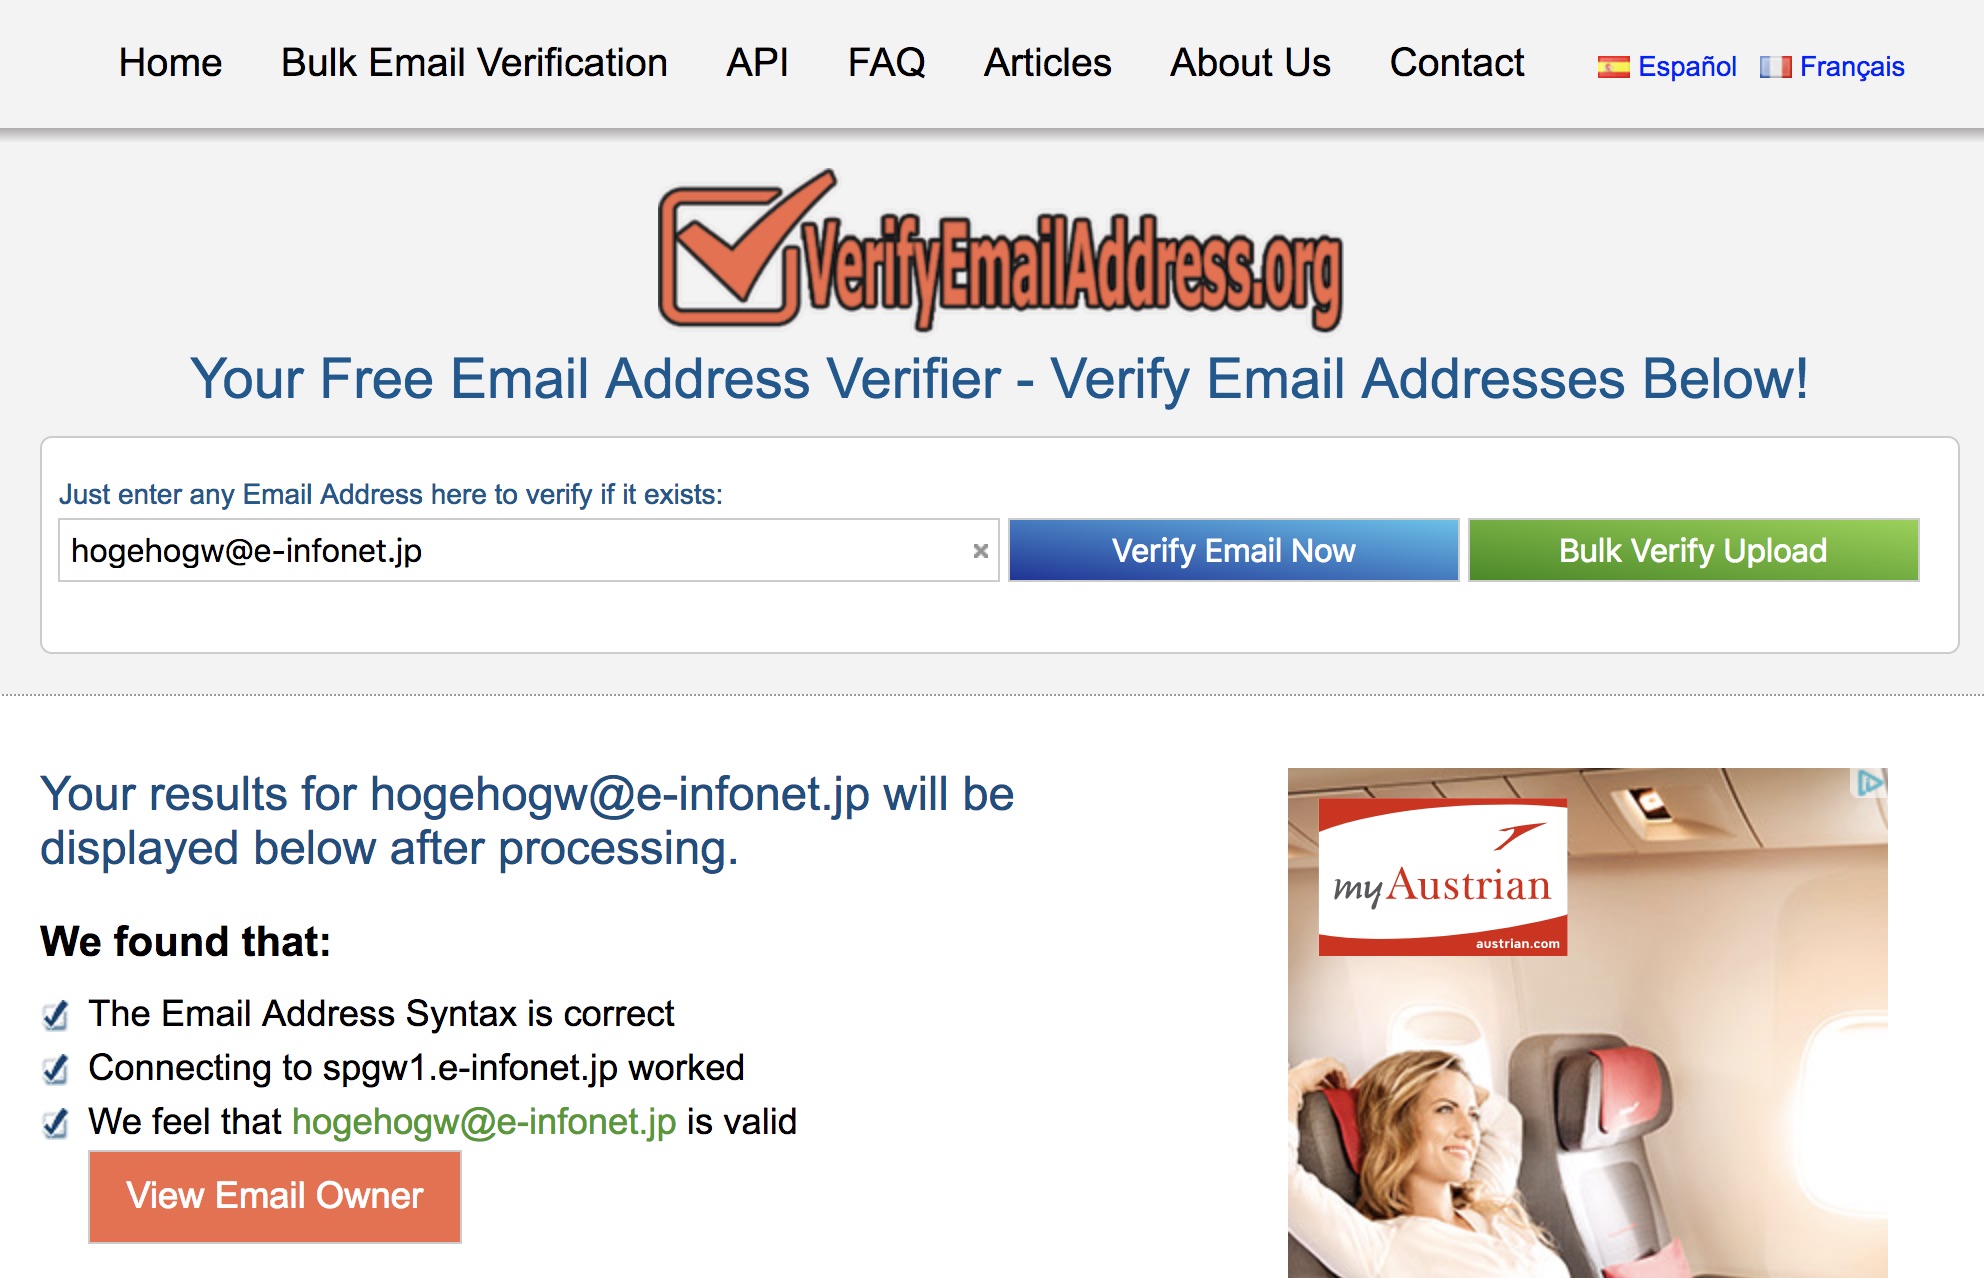 Home Bulk Email Verification API FAQ Articles About Us Contact Español Français
VerifyEmailAddress.org
Your Free Email Address Verifier - Verify Email Addresses Below!
Just enter any Email Address here to verify if it exists:
hogehogw@e-infonet.jp × Verify Email Now Bulk Verify Upload
Your results for hogehogw@e-infonet.jp will be
displayed below after processing.
We found that:
The Email Address Syntax is correct
Connecting to spgw1.e-infonet.jp worked
We feel that hogehogw@e-infonet.jp is valid
View Email Owner
myAustrian
austrian.com